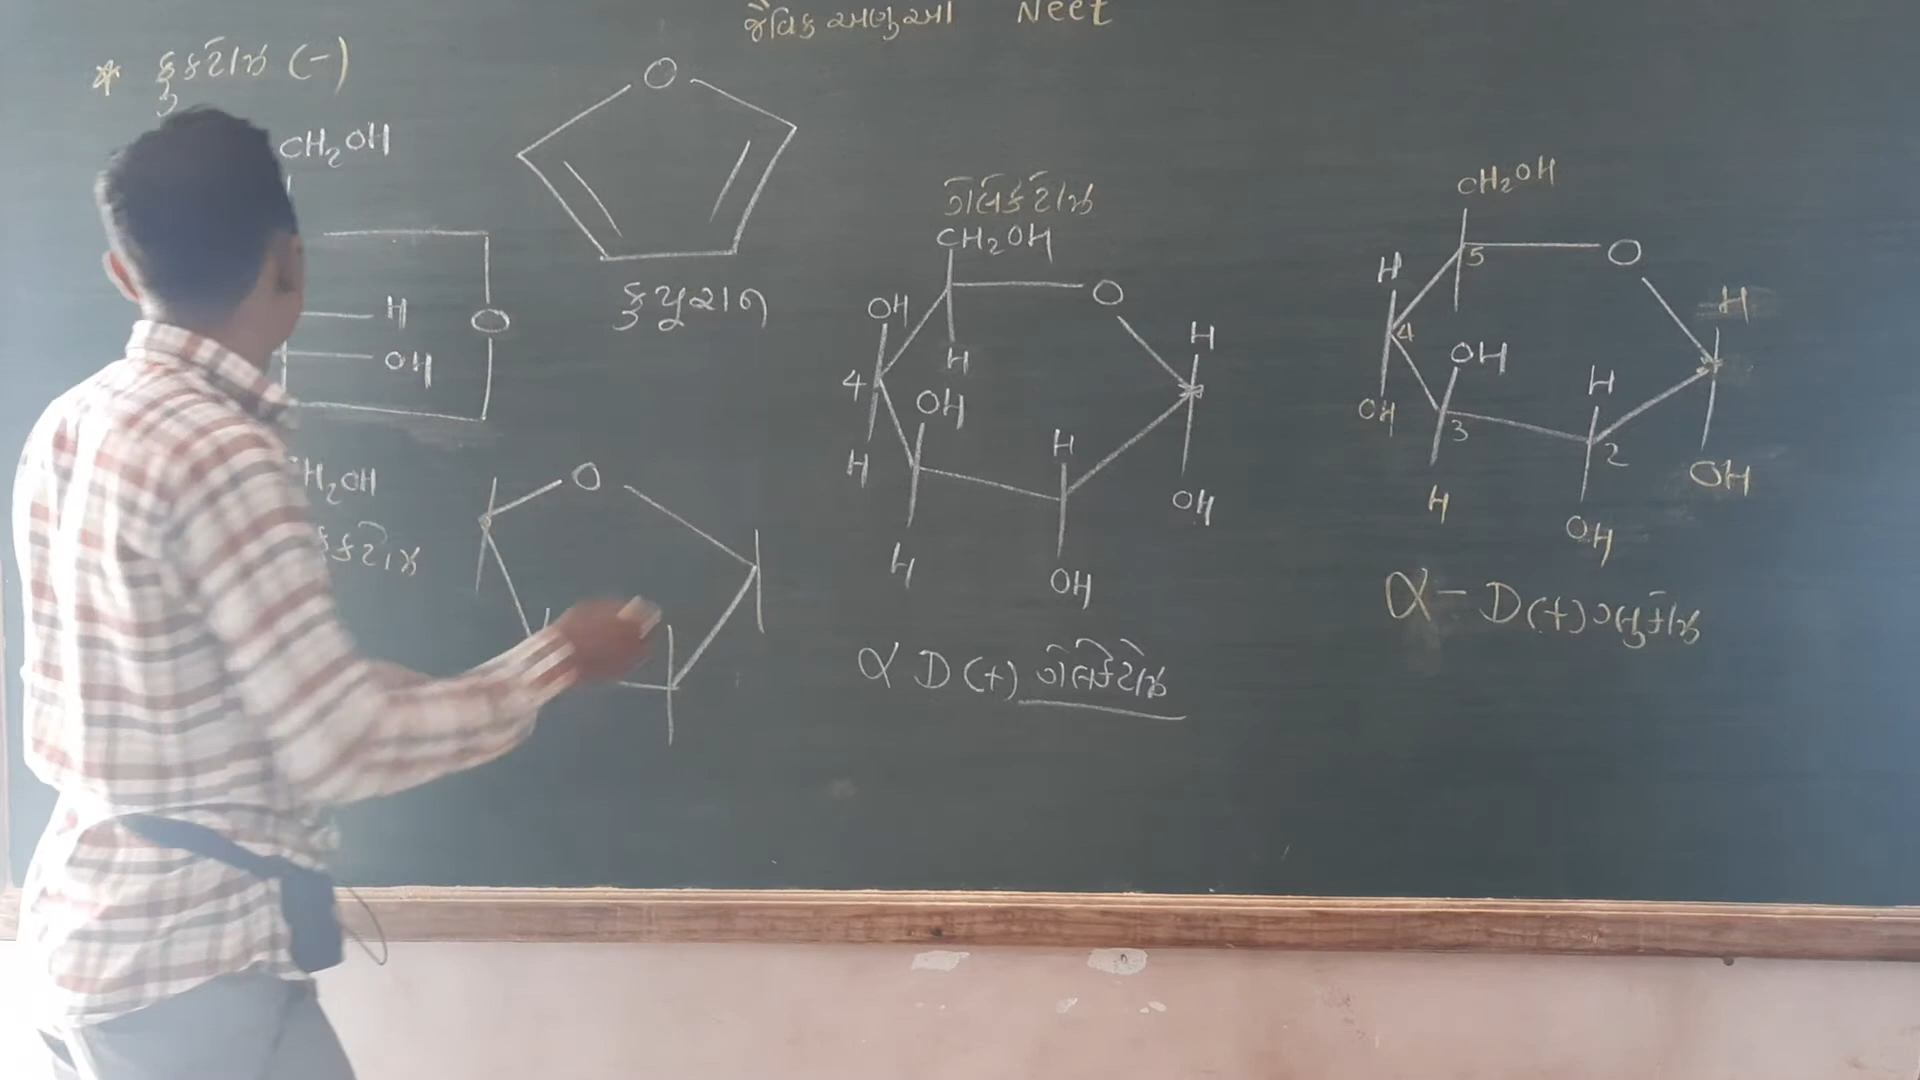 જૈવિક અણુઓ Neet
* ફ્રુક્ટોઝ (-)
CH₂OH
H
OH
O
H₂OH
ક્ટોઝ
O
ફ્યુરાન
O
ગેલેક્ટોઝ
CH₂OH
OH
O
H
H
4
OH
H
H
OH
H
OH
α D (+) ગેલેક્ટોઝ
CH₂OH
5
O
H
H
4
OH
H
OH
3
2
OH
H
OH
α - D (+) ગ્લુકોઝ